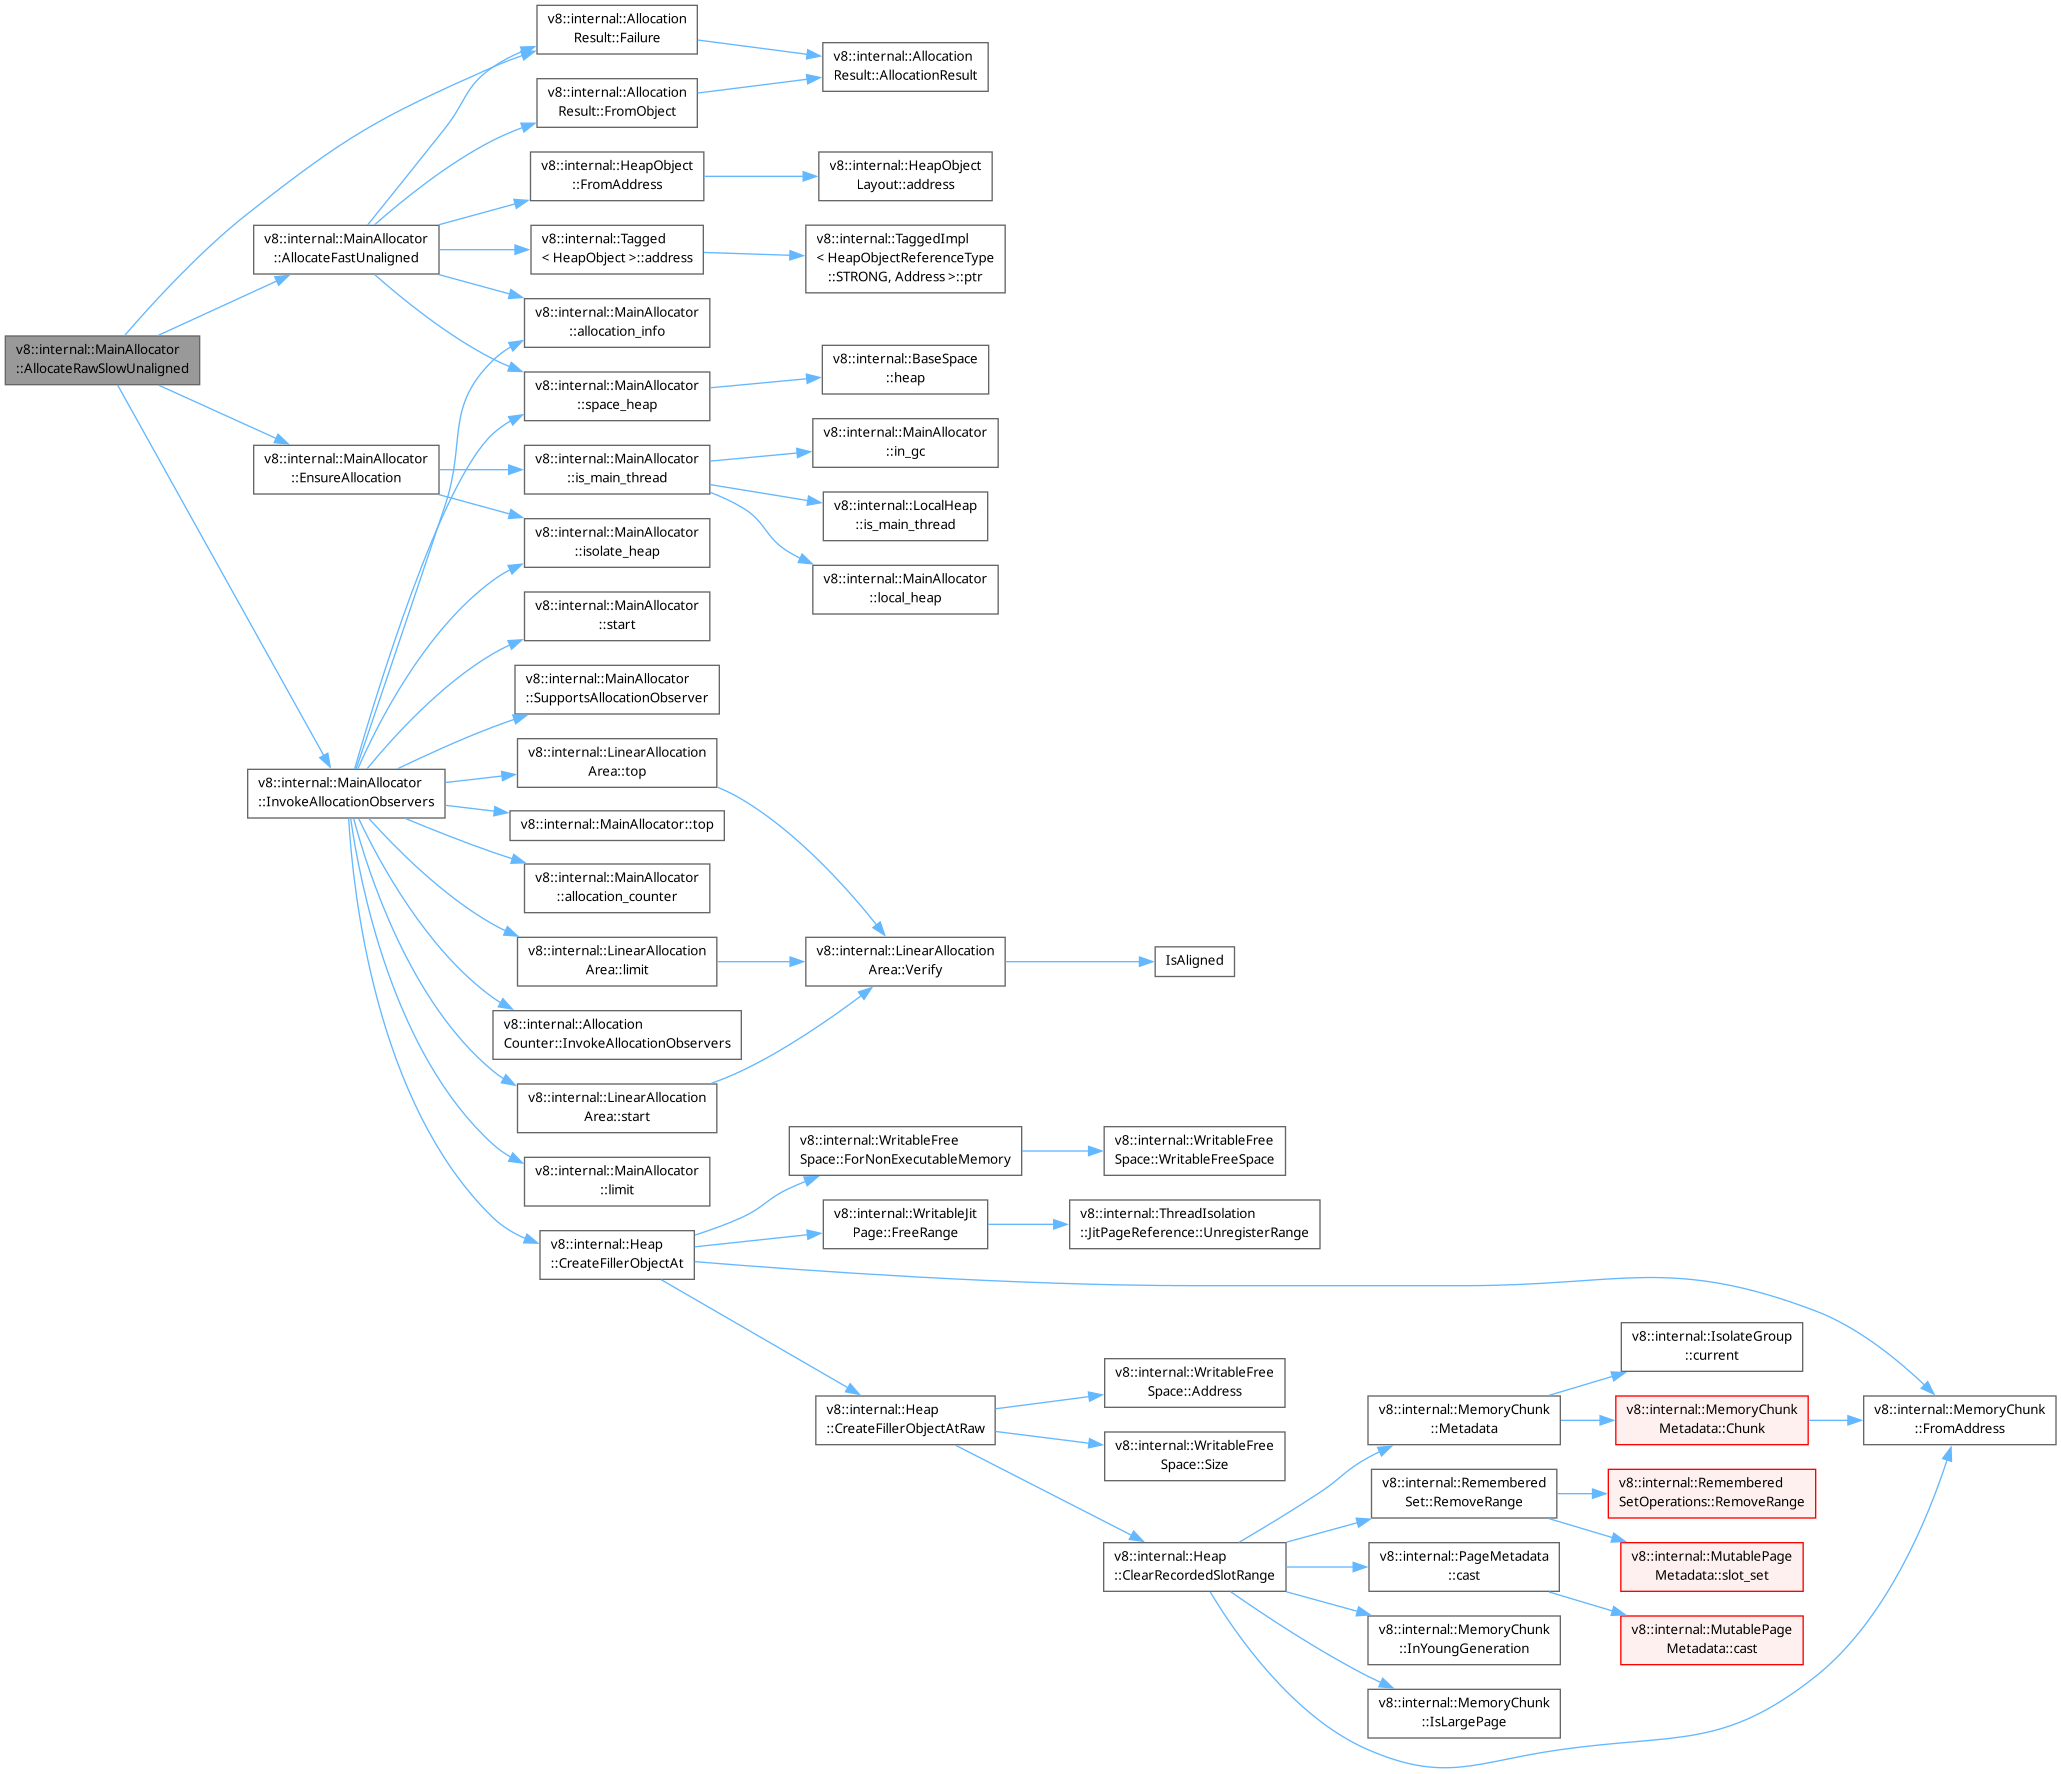 v8::internal::Allocation
Result::Failure
v8::internal::Allocation
Result::AllocationResult
v8::internal::Allocation
Result::FromObject
v8::internal::HeapObject
::FromAddress
v8::internal::HeapObject
Layout::address
v8::internal::MainAllocator
::AllocateFastUnaligned
v8::internal::Tagged
< HeapObject >::address
v8::internal::TaggedImpl
< HeapObjectReferenceType
::STRONG, Address >::ptr
v8::internal::MainAllocator
::allocation_info
v8::internal::MainAllocator
::AllocateRawSlowUnaligned
v8::internal::BaseSpace
::heap
v8::internal::MainAllocator
::space_heap
v8::internal::MainAllocator
::in_gc
v8::internal::MainAllocator
::EnsureAllocation
v8::internal::MainAllocator
::is_main_thread
v8::internal::LocalHeap
::is_main_thread
v8::internal::MainAllocator
::isolate_heap
v8::internal::MainAllocator
::local_heap
v8::internal::MainAllocator
::start
v8::internal::MainAllocator
::SupportsAllocationObserver
v8::internal::LinearAllocation
Area::top
v8::internal::MainAllocator
::InvokeAllocationObservers
v8::internal::MainAllocator::top
v8::internal::MainAllocator
::allocation_counter
v8::internal::LinearAllocation
Area::limit
v8::internal::LinearAllocation
Area::Verify
IsAligned
v8::internal::Allocation
Counter::InvokeAllocationObservers
v8::internal::LinearAllocation
Area::start
v8::internal::WritableFree
Space::ForNonExecutableMemory
v8::internal::WritableFree
Space::WritableFreeSpace
v8::internal::MainAllocator
::limit
v8::internal::WritableJit
Page::FreeRange
v8::internal::ThreadIsolation
::JitPageReference::UnregisterRange
v8::internal::Heap
::CreateFillerObjectAt
v8::internal::IsolateGroup
::current
v8::internal::WritableFree
Space::Address
v8::internal::Heap
::CreateFillerObjectAtRaw
v8::internal::MemoryChunk
::Metadata
v8::internal::MemoryChunk
Metadata::Chunk
v8::internal::MemoryChunk
::FromAddress
v8::internal::WritableFree
Space::Size
v8::internal::Remembered
Set::RemoveRange
v8::internal::Remembered
SetOperations::RemoveRange
v8::internal::Heap
::ClearRecordedSlotRange
v8::internal::PageMetadata
::cast
v8::internal::MutablePage
Metadata::slot_set
v8::internal::MemoryChunk
::InYoungGeneration
v8::internal::MutablePage
Metadata::cast
v8::internal::MemoryChunk
::IsLargePage